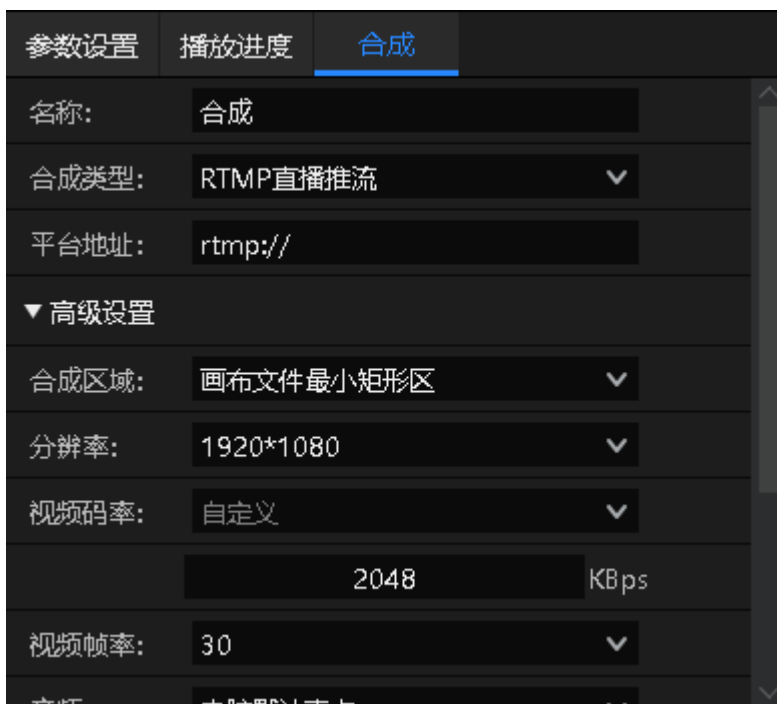 参数设置 播放进度 合成
名称: 合成
合成类型: RTMP直播推流
平台地址: rtmp://
▼ 高级设置
合成区域: 画布文件最小矩形区
分辨率: 1920*1080
视频码率: 自定义
2048 KBps
视频帧率: 30